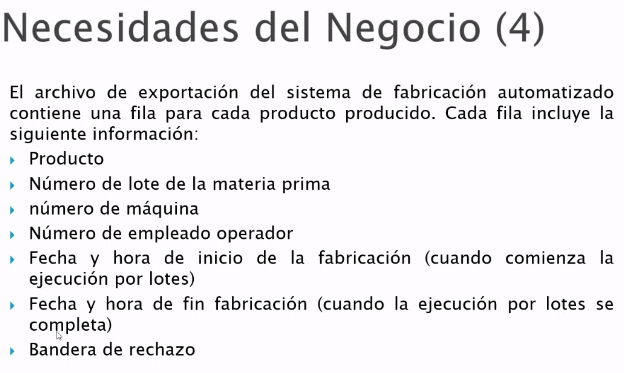 Necesidades del Negocio (4)
El archivo de exportación del sistema de fabricación automatizado
contiene una fila para cada producto producido. Cada fila incluye la
siguiente información:
Producto
Número de lote de la materia prima
número de máquina
Número de empleado operador
Fecha y hora de inicio de la fabricación (cuando comienza la
ejecución por lotes)
Fecha y hora de fin fabricación (cuando la ejecución por lotes se
completa)
Bandera de rechazo